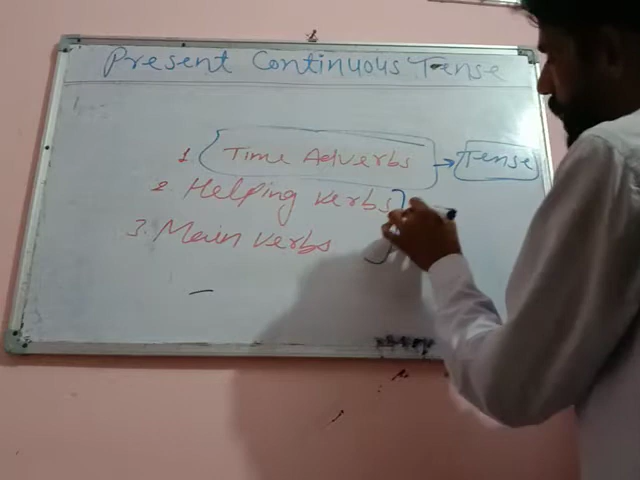 Present Continuous Tense
1 Time Adverbs → Tense
2 Helping verbs
3. Main verbs